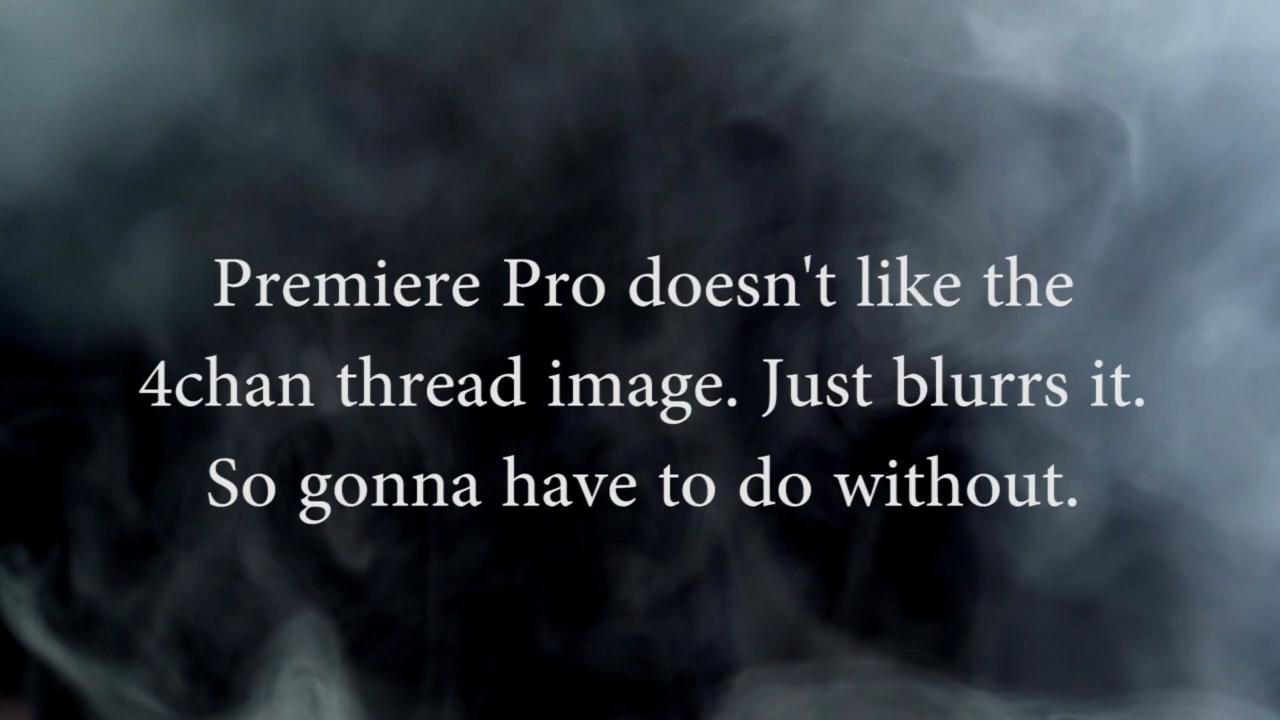 Premiere Pro doesn't like the
4chan thread image. Just blurrs it.
So gonna have to do without.